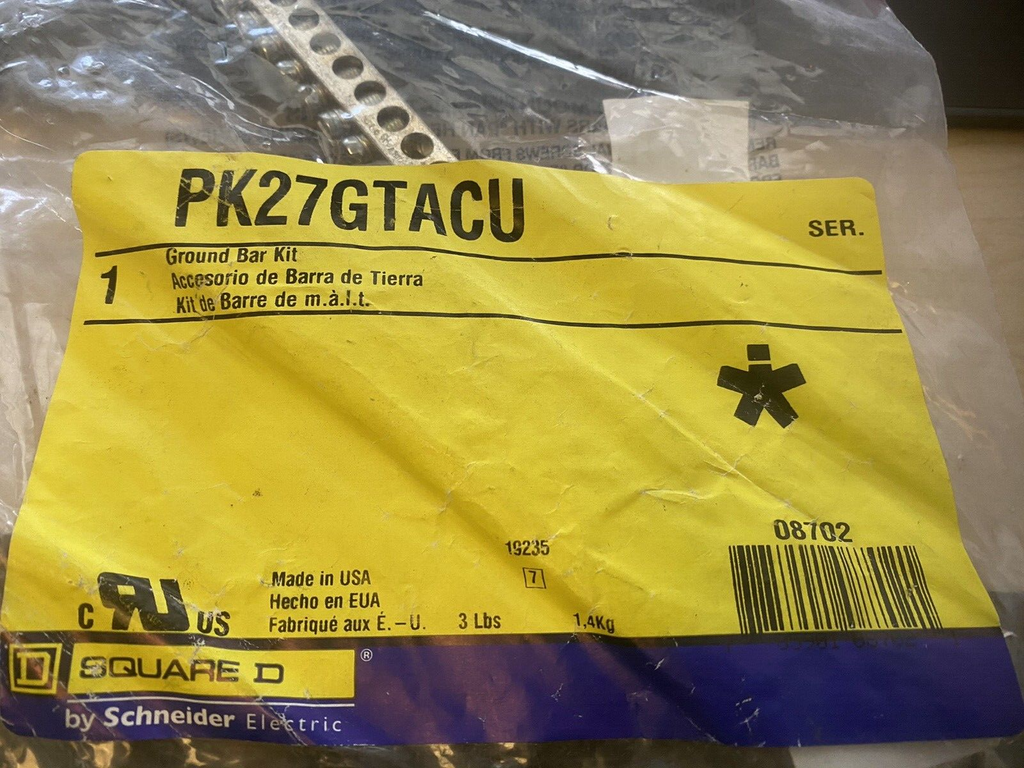 PK27GTACU
SER.
1
Ground Bar Kit
Accesorio de Barra de Tierra
Kit de Barre de m.à.l.t.
08702
19235
7
C UR US
Made in USA
Hecho en EUA
Fabriqué aux É.-U.
3 Lbs
1,4Kg
D
SQUARE D
®
by Schneider Electric